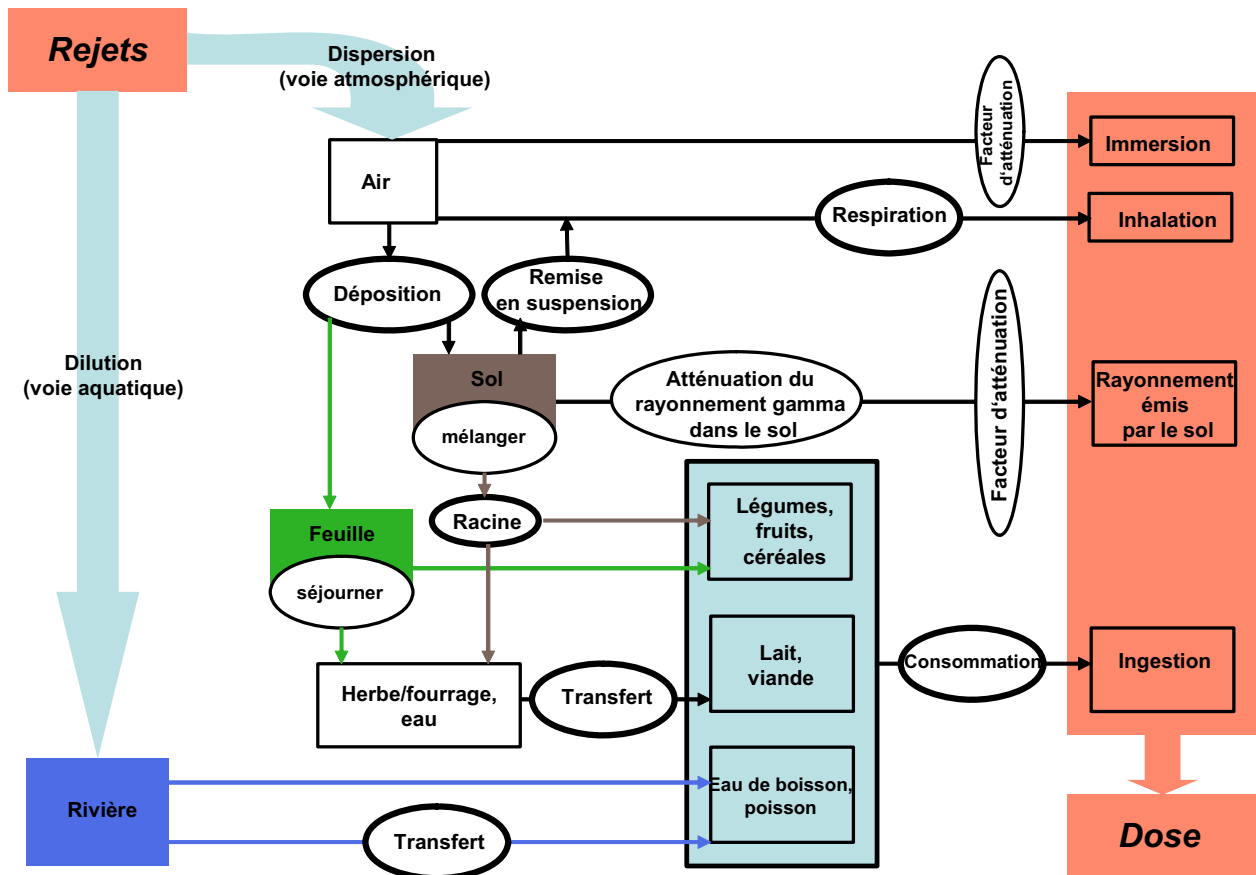 Rejets
Dispersion
(voie atmosphérique)
Facteur
d'atténuation
Immersion
Air
Respiration
Inhalation
Déposition
Remise
en suspension
Dilution
(voie aquatique)
Sol
mélanger
Atténuation du
rayonnement gamma
dans le sol
Facteur d'atténuation
Rayonnement
émis
par le sol
Racine
Légumes,
fruits,
céréales
Feuille
séjourner
Lait,
viande
Consommation
Ingestion
Herbe/fourrage,
eau
Transfert
Rivière
Eau de boisson,
poisson
Transfert
Dose